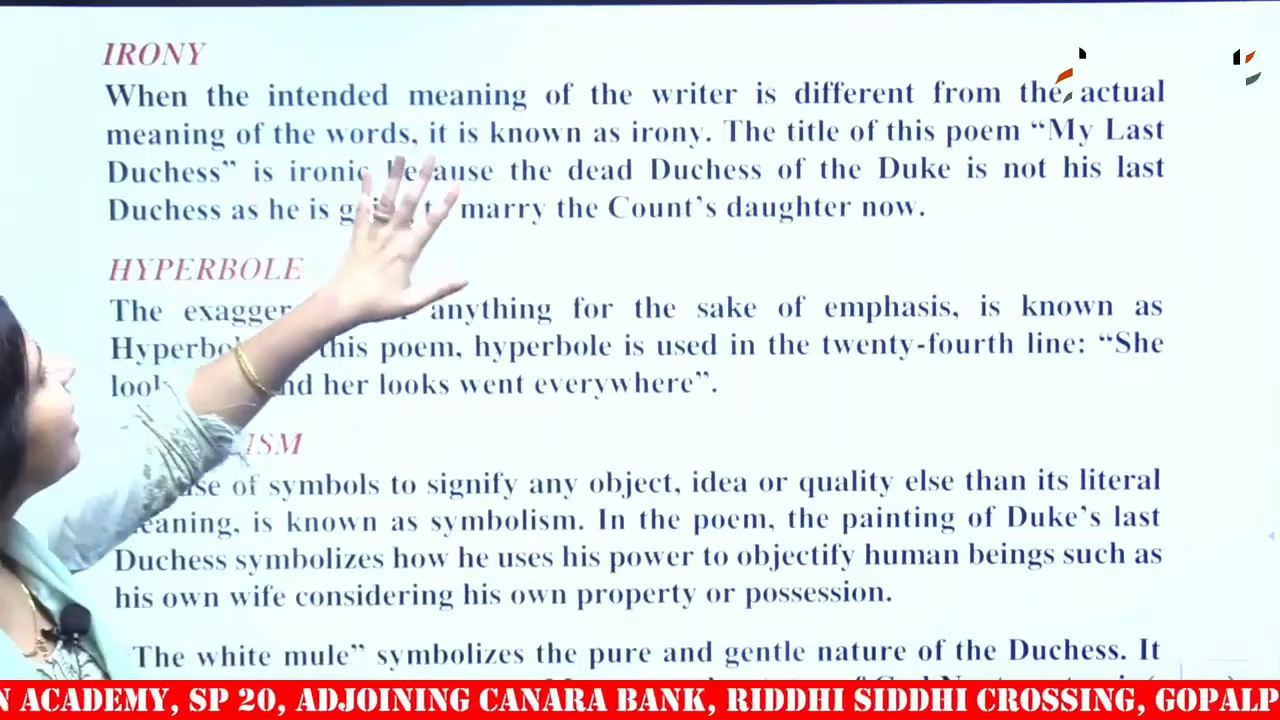 IRONY
When the intended meaning of the writer is different from the actual
meaning of the words, it is known as irony. The title of this poem “My Last
Duchess” is ironic because the dead Duchess of the Duke is not his last
Duchess as he is going to marry the Count’s daughter now.
HYPERBOLE
The anything for the sake of emphasis, is known as
this poem, hyperbole is used in the twenty-fourth line: “She
her looks went everywhere”.
ISM
of symbols to signify any object, idea or quality else than its literal
meaning, is known as symbolism. In the poem, the painting of Duke’s last
Duchess symbolizes how he uses his power to objectify human beings such as
his own wife considering his own property or possession.
The white mule” symbolizes the pure and gentle nature of the Duchess. It
N ACADEMY, SP 20, ADJOINING CANARA BANK, RIDDHI SIDDHI CROSSING, GOPALP